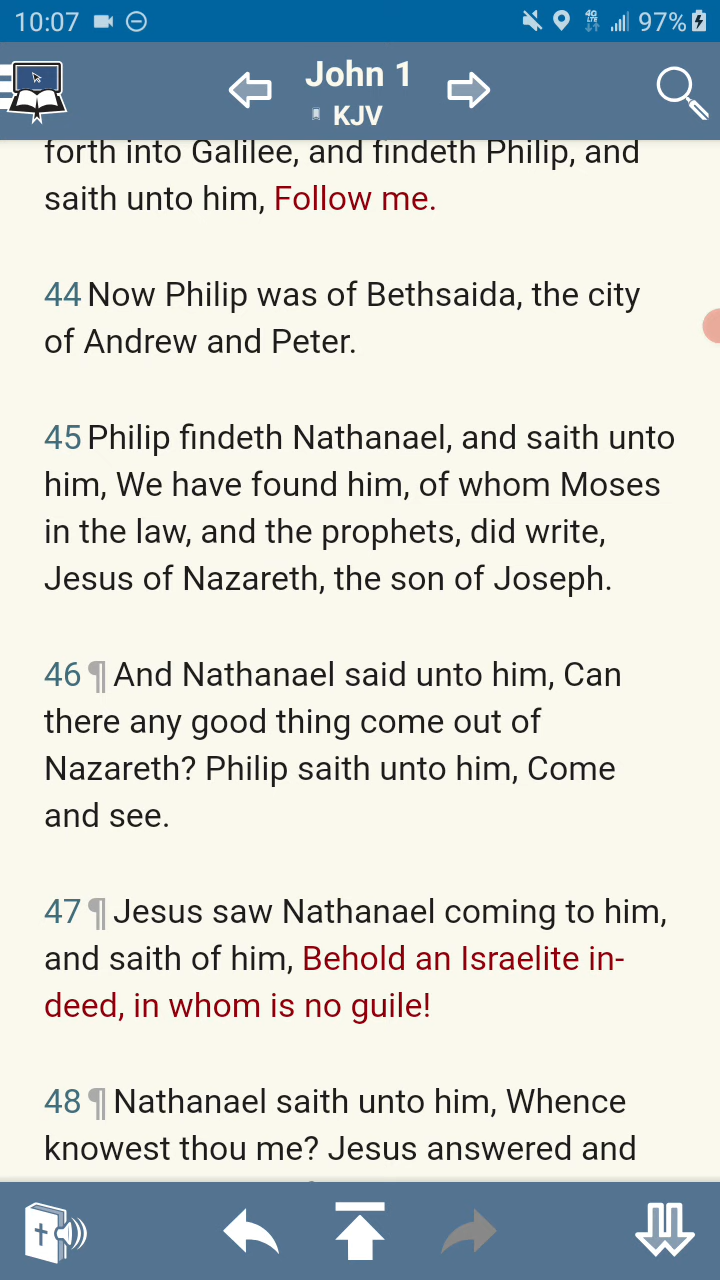 10:07
4G LTE
97%
John 1
KJV
forth into Galilee, and findeth Philip, and
saith unto him, Follow me.
44 Now Philip was of Bethsaida, the city
of Andrew and Peter.
45 Philip findeth Nathanael, and saith unto
him, We have found him, of whom Moses
in the law, and the prophets, did write,
Jesus of Nazareth, the son of Joseph.
46 ¶ And Nathanael said unto him, Can
there any good thing come out of
Nazareth? Philip saith unto him, Come
and see.
47 ¶ Jesus saw Nathanael coming to him,
and saith of him, Behold an Israelite in-
deed, in whom is no guile!
48 ¶ Nathanael saith unto him, Whence
knowest thou me? Jesus answered and